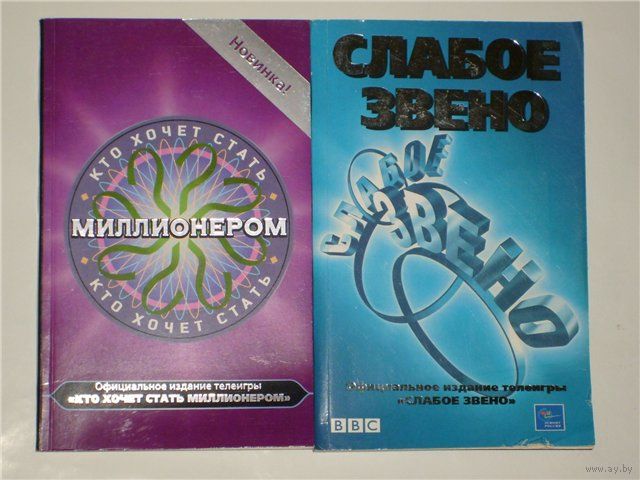 Новинка!
КТО ХОЧЕТ СТАТЬ
МИЛЛИОНЕРОМ
КТО ХОЧЕТ СТАТЬ
Официальное издание телеигры
«КТО ХОЧЕТ СТАТЬ МИЛЛИОНЕРОМ»
СЛАБОЕ
ЗВЕНО
СЛАБОЕ
ЗВЕНО
Официальное издание телеигры
«СЛАБОЕ ЗВЕНО»
BBC
www.ay.by